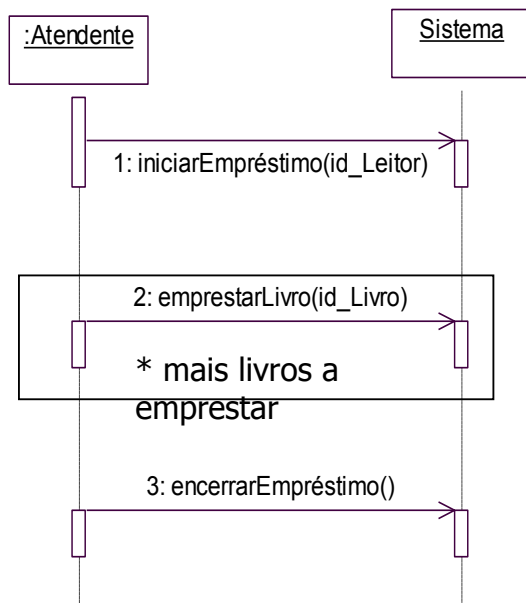 :Atendente
Sistema
1: iniciarEmpréstimo(id_Leitor)
2: emprestarLivro(id_Livro)
* mais livros a
emprestar
3: encerrarEmpréstimo()